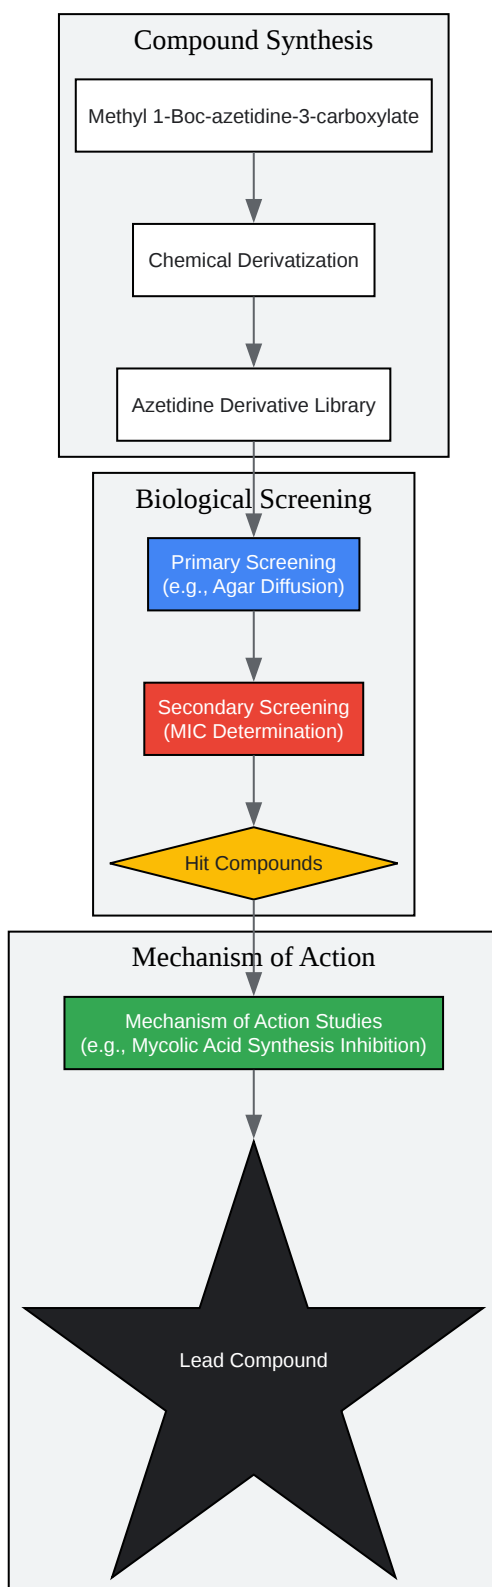 Compound Synthesis
Methyl 1-Boc-azetidine-3-carboxylate
Chemical Derivatization
Azetidine Derivative Library
Biological Screening
Primary Screening
(e.g., Agar Diffusion)
Secondary Screening
(MIC Determination)
Hit Compounds
Mechanism of Action
Mechanism of Action Studies
(e.g., Mycolic Acid Synthesis Inhibition)
Lead Compound